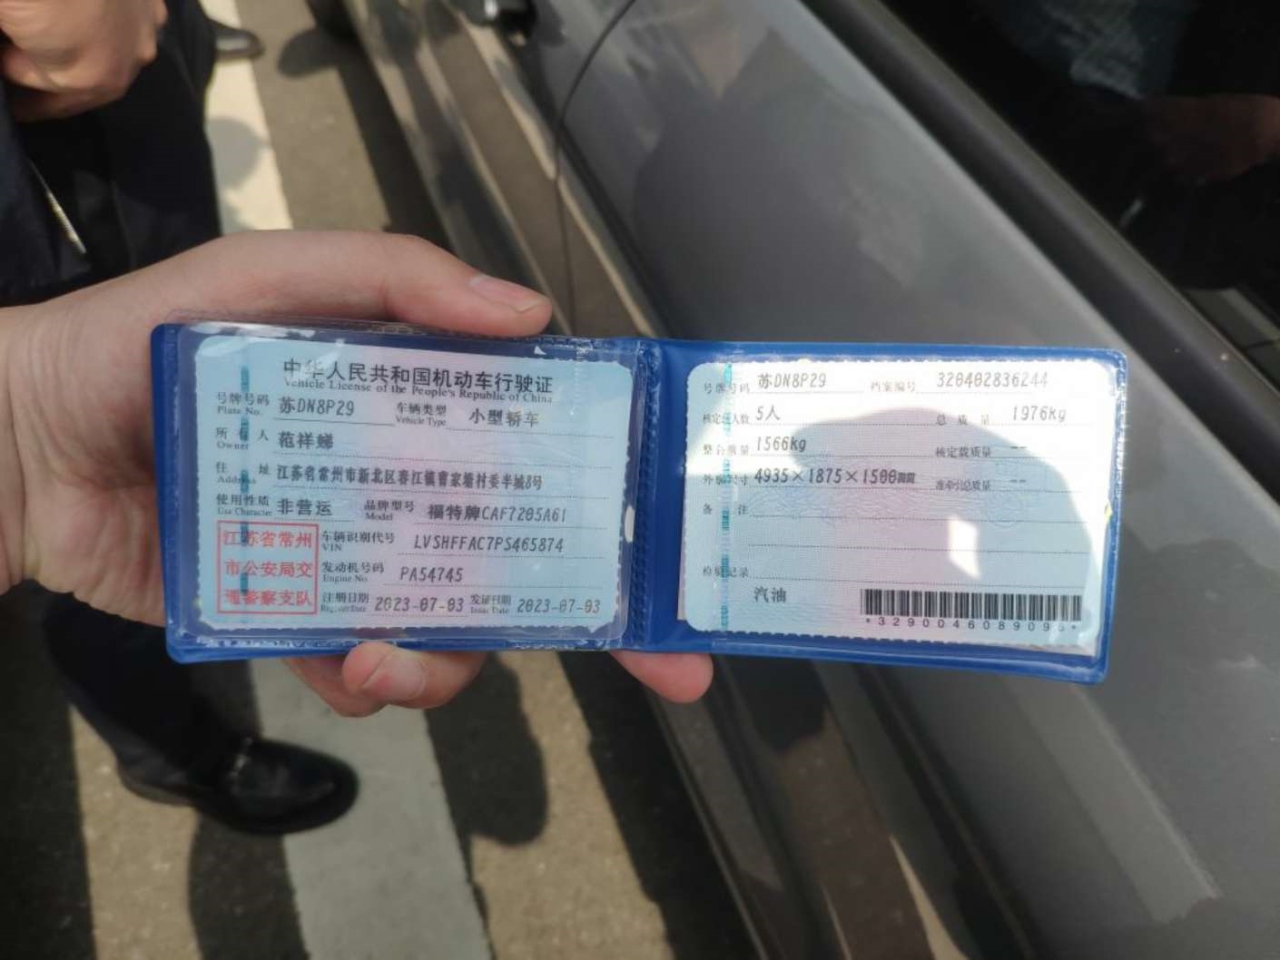 中华人民共和国机动车行驶证
Vehicle License of the People's Republic of China
号牌号码 苏DN8P29 车辆类型 小型轿车
Plate No. Vehicle Type
所有人 范祥娣
Owner
住址 江苏省常州市新北区春江镇曹家塘村委半城8号
Address
使用性质 非营运 品牌型号 福特牌CAF7205A61
Use Character Model
江苏省常州
市公安局交
通警察支队
车辆识别代号 LVSHFFAC7PS465874
VIN
发动机号码 PA54745
Engine No.
注册日期 2023-07-03 发证日期 2023-07-03
Register Date Issue Date
号牌号码 苏DN8P29 档案编号 320402836244
核定载人数 5人 总质量 1976kg
整备质量 1566kg 核定载质量 --
外廓尺寸 4935×1875×1500mm 准牵引总质量 --
备注
检验记录
汽油
*3290046089096*